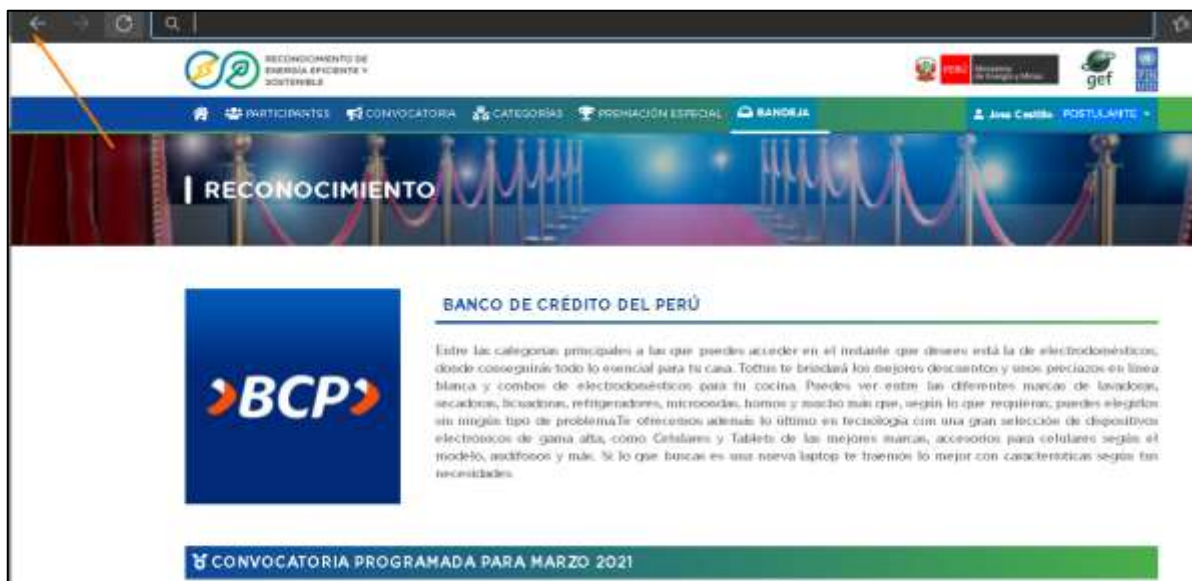 RECONOCIMIENTO DE
ENERGÍA EFICIENTE Y
SOSTENIBLE
PERÚ Ministerio
de Energía y Minas
gef
PARTICIPANTES CONVOCATORIA CATEGORÍAS PREMIACIÓN ESPECIAL BANDEJA Jose Castillo POSTULANTE
RECONOCIMIENTO
BCP
BANCO DE CRÉDITO DEL PERÚ
Entre las categorías principales a las que puedes acceder en el instante que desees está la de electrodomésticos,
donde conseguirás todo lo esencial para tu casa. Tottus te brindará los mejores descuentos y unos preciazos en línea
blanca y combos de electrodomésticos para tu cocina. Puedes ver entre las diferentes marcas de lavadoras,
secadoras, licuadoras, refrigeradores, microondas, hornos y mucho más que, según lo que requieras, puedes elegirlos
sin ningún tipo de problema.Te ofrecemos además lo último en tecnología con una gran selección de dispositivos
electrónicos de gama alta, como Celulares y Tablets de las mejores marcas, accesorios para celulares según el
modelo, audífonos y más. Si lo que buscas es una nueva laptop te traemos lo mejor con características según tus
necesidades.
CONVOCATORIA PROGRAMADA PARA MARZO 2021